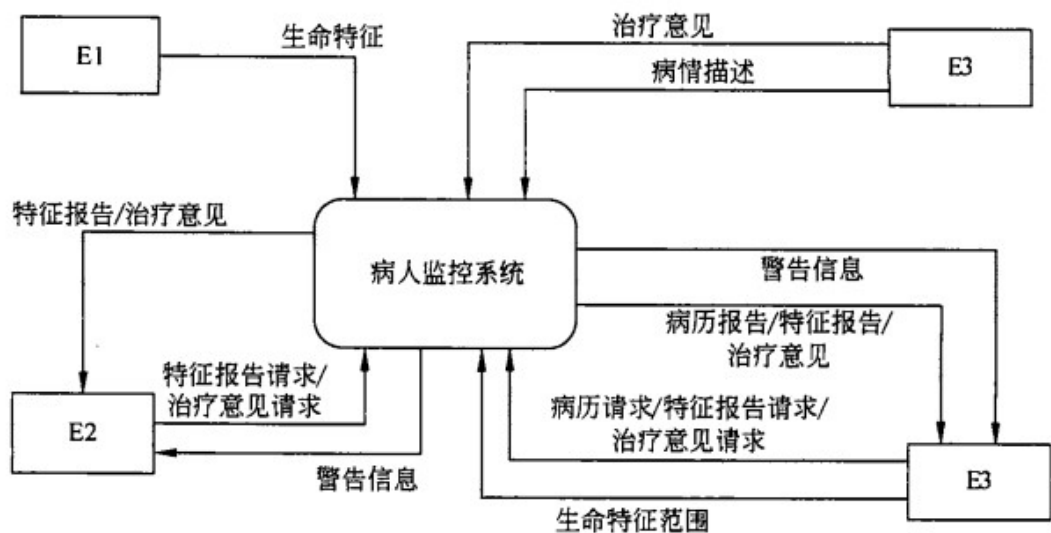 E1
生命特征
治疗意见
病情描述
E3
特征报告/治疗意见
病人监控系统
警告信息
病历报告/特征报告/
治疗意见
特征报告请求/
治疗意见请求
E2
警告信息
病历请求/特征报告请求/
治疗意见请求
E3
生命特征范围